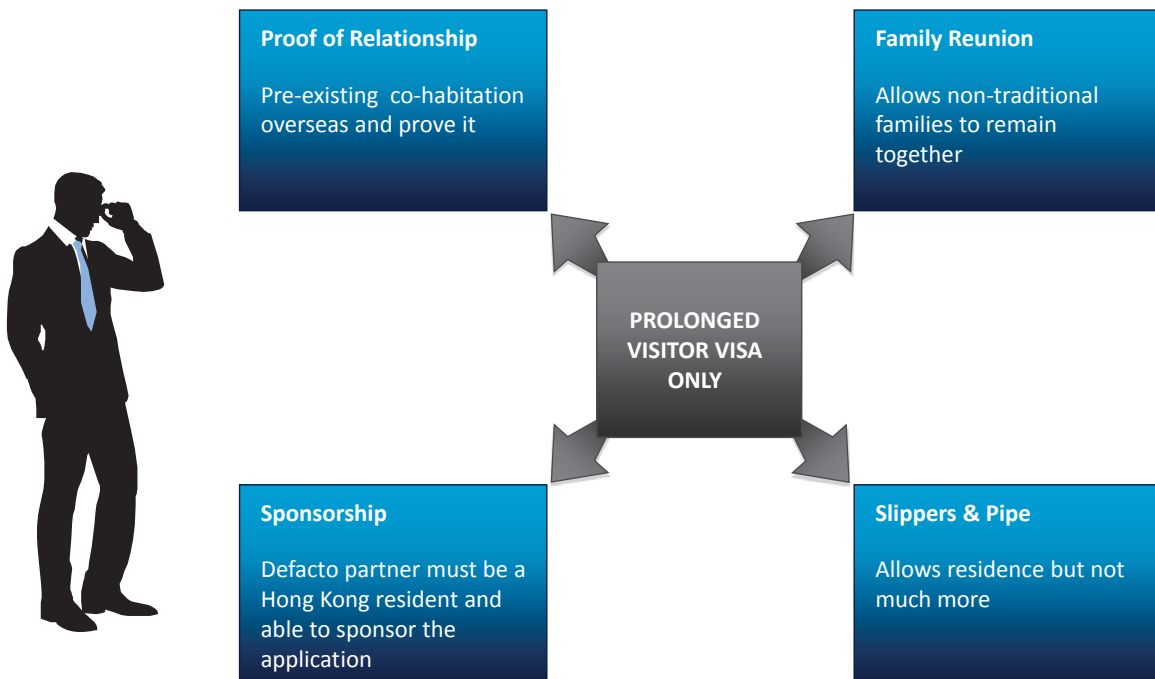 Proof of Relationship
Pre-existing  co-habitation
overseas and prove it
Family Reunion
Allows non-traditional
families to remain
together
PROLONGED
VISITOR VISA
ONLY
Sponsorship
Defacto partner must be a
Hong Kong resident and
able to sponsor the
application
Slippers & Pipe
Allows residence but not
much more